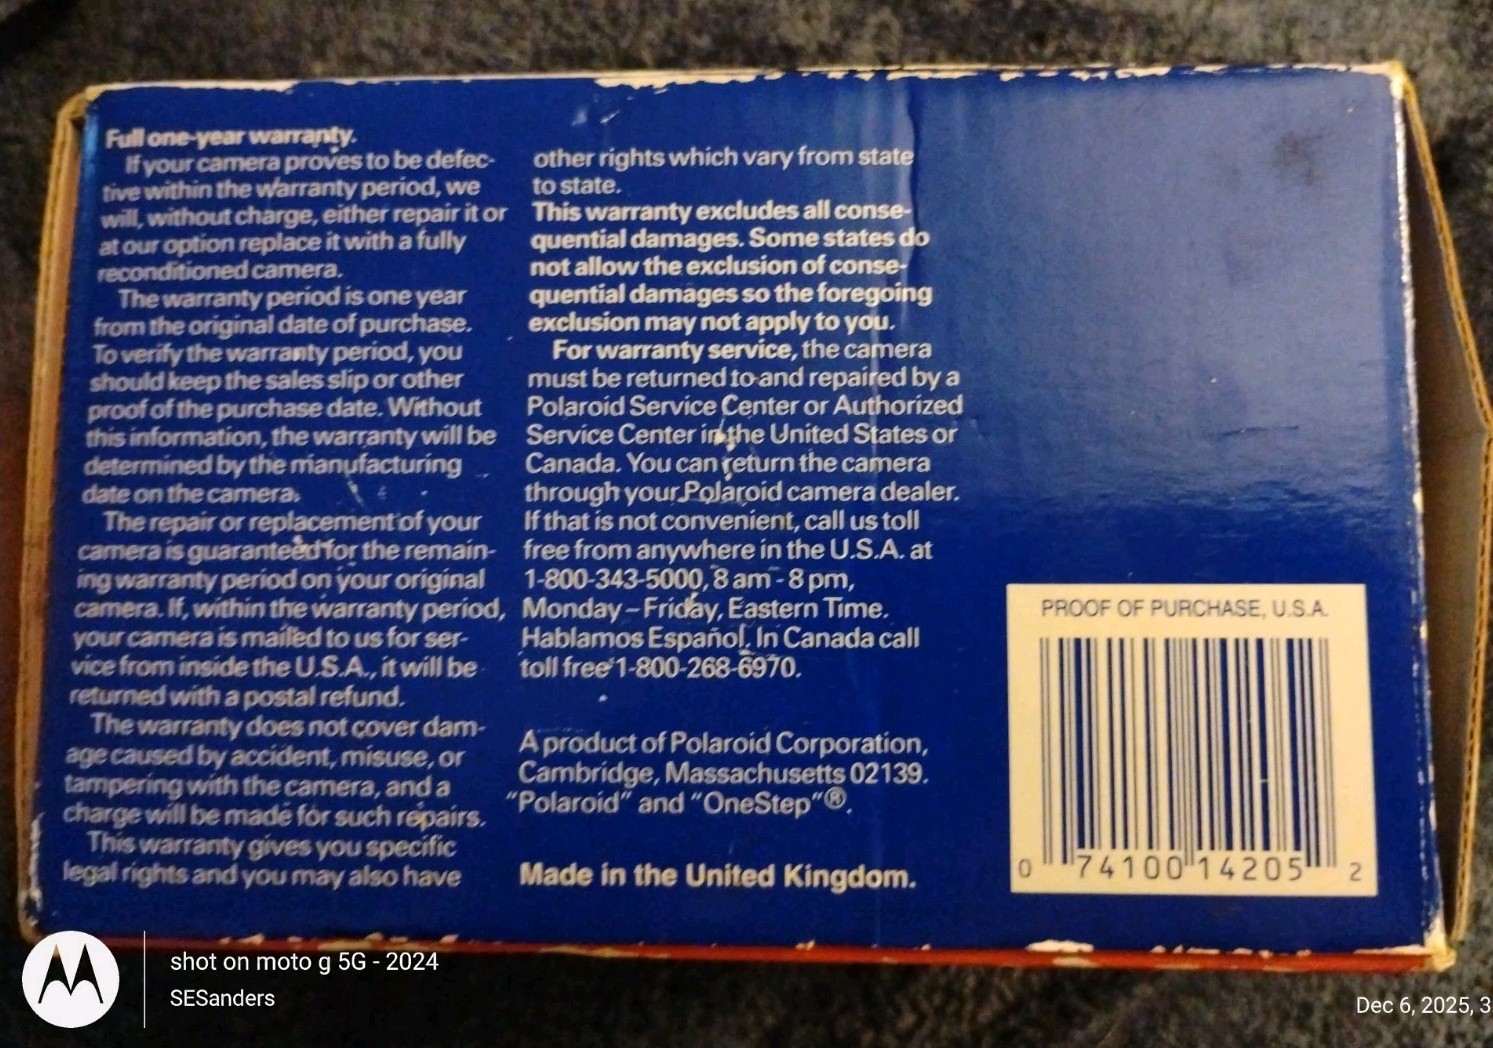 Full one-year warranty.
If your camera proves to be defec-
tive within the warranty period, we
will, without charge, either repair it or
at our option replace it with a fully
reconditioned camera.
The warranty period is one year
from the original date of purchase.
To verify the warranty period, you
should keep the sales slip or other
proof of the purchase date. Without
this information, the warranty will be
determined by the manufacturing
date on the camera.
The repair or replacement of your
camera is guaranteed for the remain-
ing warranty period on your original
camera. If, within the warranty period,
your camera is mailed to us for ser-
vice from inside the U.S.A., it will be
returned with a postal refund.
The warranty does not cover dam-
age caused by accident, misuse, or
tampering with the camera, and a
charge will be made for such repairs.
This warranty gives you specific
legal rights and you may also have
other rights which vary from state
to state.
This warranty excludes all conse-
quential damages. Some states do
not allow the exclusion of conse-
quential damages so the foregoing
exclusion may not apply to you.
For warranty service, the camera
must be returned to and repaired by a
Polaroid Service Center or Authorized
Service Center in the United States or
Canada. You can return the camera
through your Polaroid camera dealer.
If that is not convenient, call us toll
free from anywhere in the U.S.A. at
1-800-343-5000, 8 am - 8 pm,
Monday – Friday, Eastern Time.
Hablamos Español. In Canada call
toll free 1-800-268-6970.
A product of Polaroid Corporation,
Cambridge, Massachusetts 02139.
"Polaroid" and "OneStep"®.
Made in the United Kingdom.
PROOF OF PURCHASE, U.S.A.
0 74100 14205 2
shot on moto g 5G - 2024
SESanders
Dec 6, 2025, 3